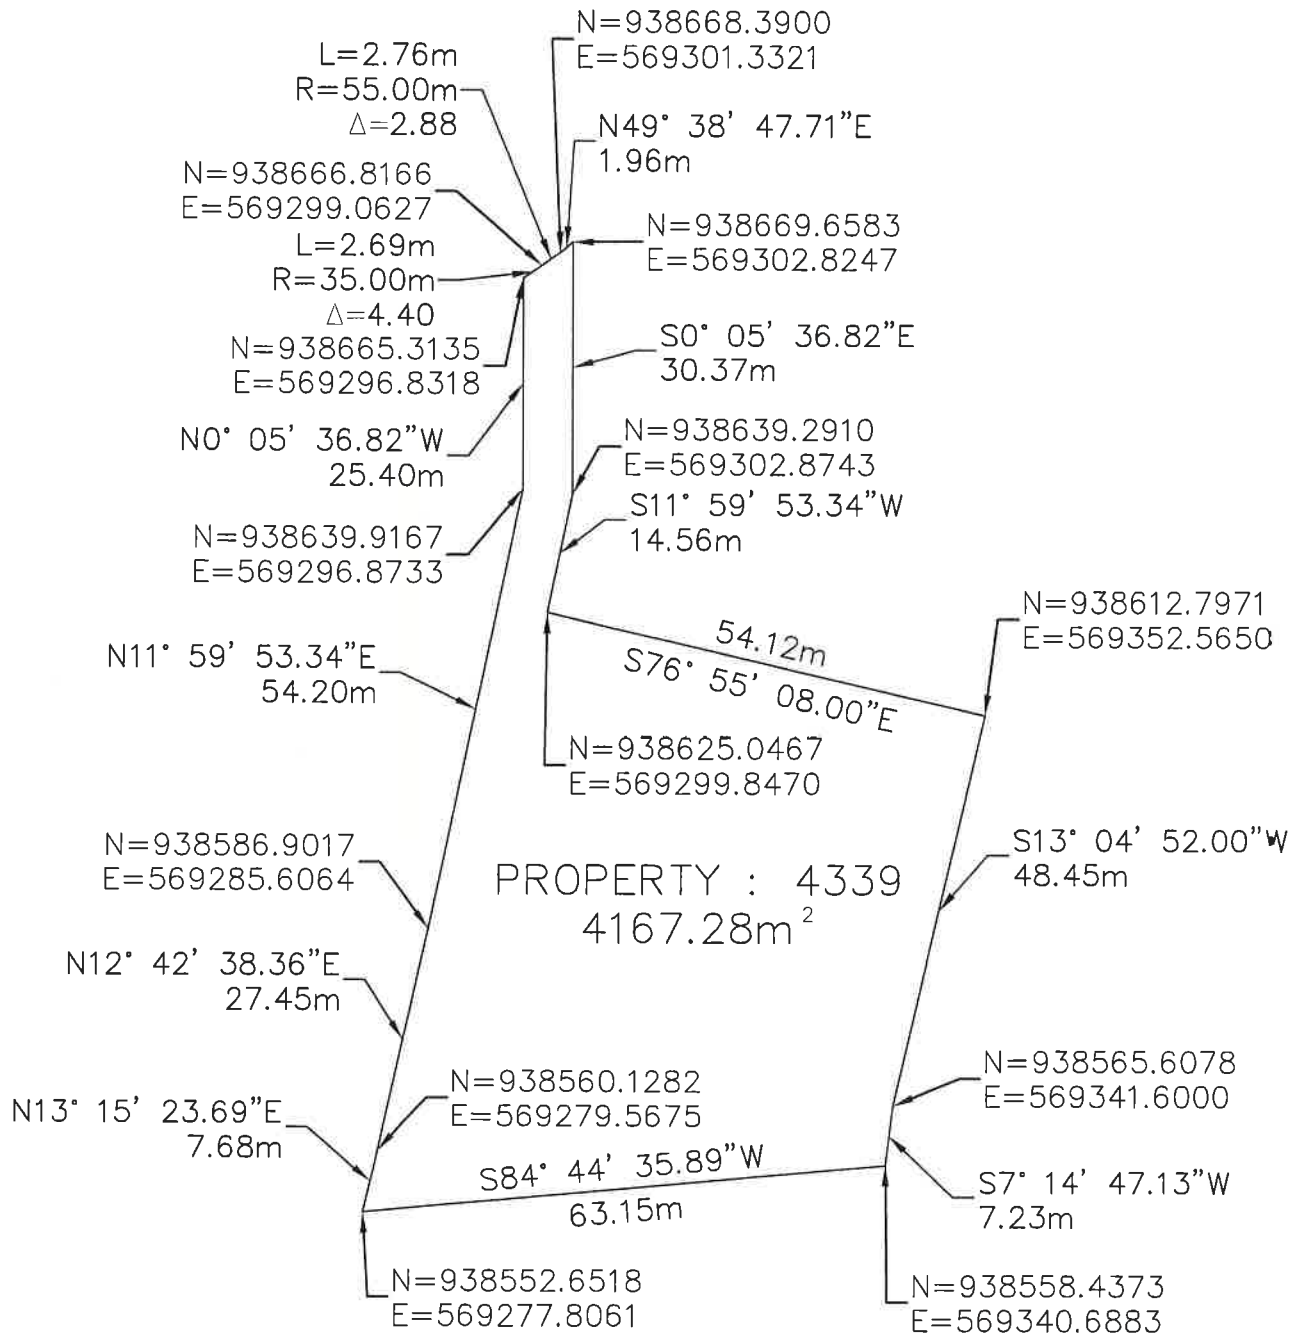 N=938668.3900
E=569301.3321
L=2.76m
R=55.00m
Δ=2.88
N49° 38' 47.71"E
1.96m
N=938666.8166
E=569299.0627
N=938669.6583
E=569302.8247
L=2.69m
R=35.00m
Δ=4.40
N=938665.3135
E=569296.8318
S0° 05' 36.82"E
30.37m
N0° 05' 36.82"W
25.40m
N=938639.2910
E=569302.8743
S11° 59' 53.34"W
14.56m
N=938639.9167
E=569296.8733
N=938612.7971
E=569352.5650
54.12m
S76° 55' 08.00"E
N11° 59' 53.34"E
54.20m
N=938625.0467
E=569299.8470
N=938586.9017
E=569285.6064
S13° 04' 52.00"W
48.45m
PROPERTY : 4339
4167.28m²
N12° 42' 38.36"E
27.45m
N=938565.6078
E=569341.6000
N=938560.1282
E=569279.5675
N13° 15' 23.69"E
7.68m
S84° 44' 35.89"W
63.15m
S7° 14' 47.13"W
7.23m
N=938552.6518
E=569277.8061
N=938558.4373
E=569340.6883